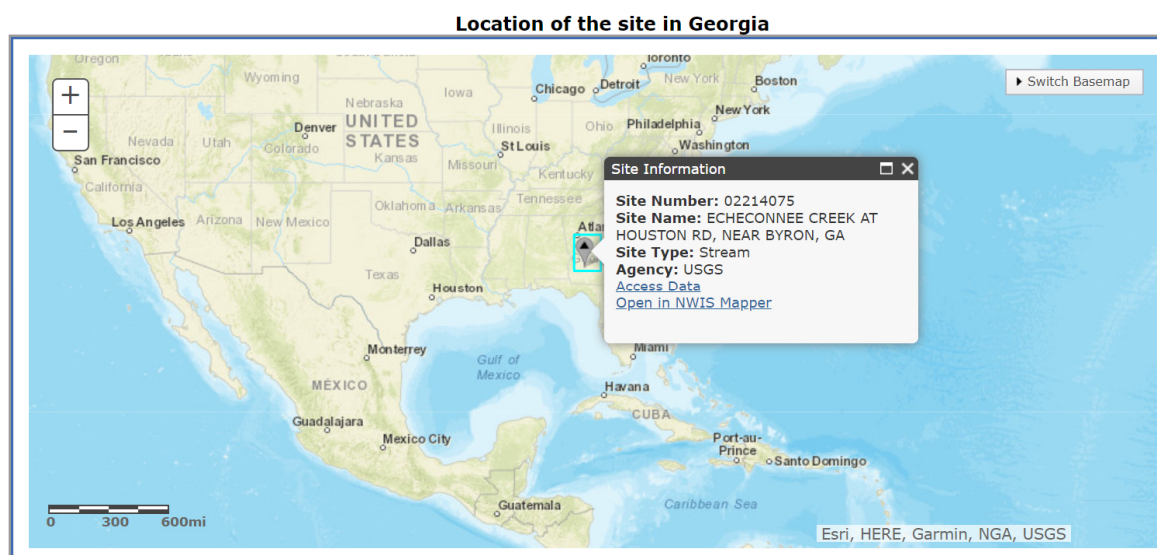 Location of the site in Georgia
Oregon
Toronto
+
Wyoming
Iowa
Chicago
Detroit
New York
Boston
Switch Basemap
−
Nebraska
New York
Denver
UNITED
STATES
Illinois
Ohio
Philadelphia
Nevada
Utah
Colorado
Kansas
St Louis
Washington
San Francisco
Missouri
Kentucky
Site Information
California
Tennessee
Site Number: 02214075
Los Angeles
Arizona
New Mexico
Oklahoma
Arkansas
Site Name: ECHECONNEE CREEK AT
HOUSTON RD, NEAR BYRON, GA
Dallas
Site Type: Stream
Texas
Agency: USGS
Access Data
Houston
Open in NWIS Mapper
Monterrey
Miami
Gulf of
Mexico
MÉXICO
Havana
CUBA
Guadalajara
Mexico City
Port-au-
Prince
Santo Domingo
Guatemala
Caribbean Sea
0 300 600mi
Esri, HERE, Garmin, NGA, USGS